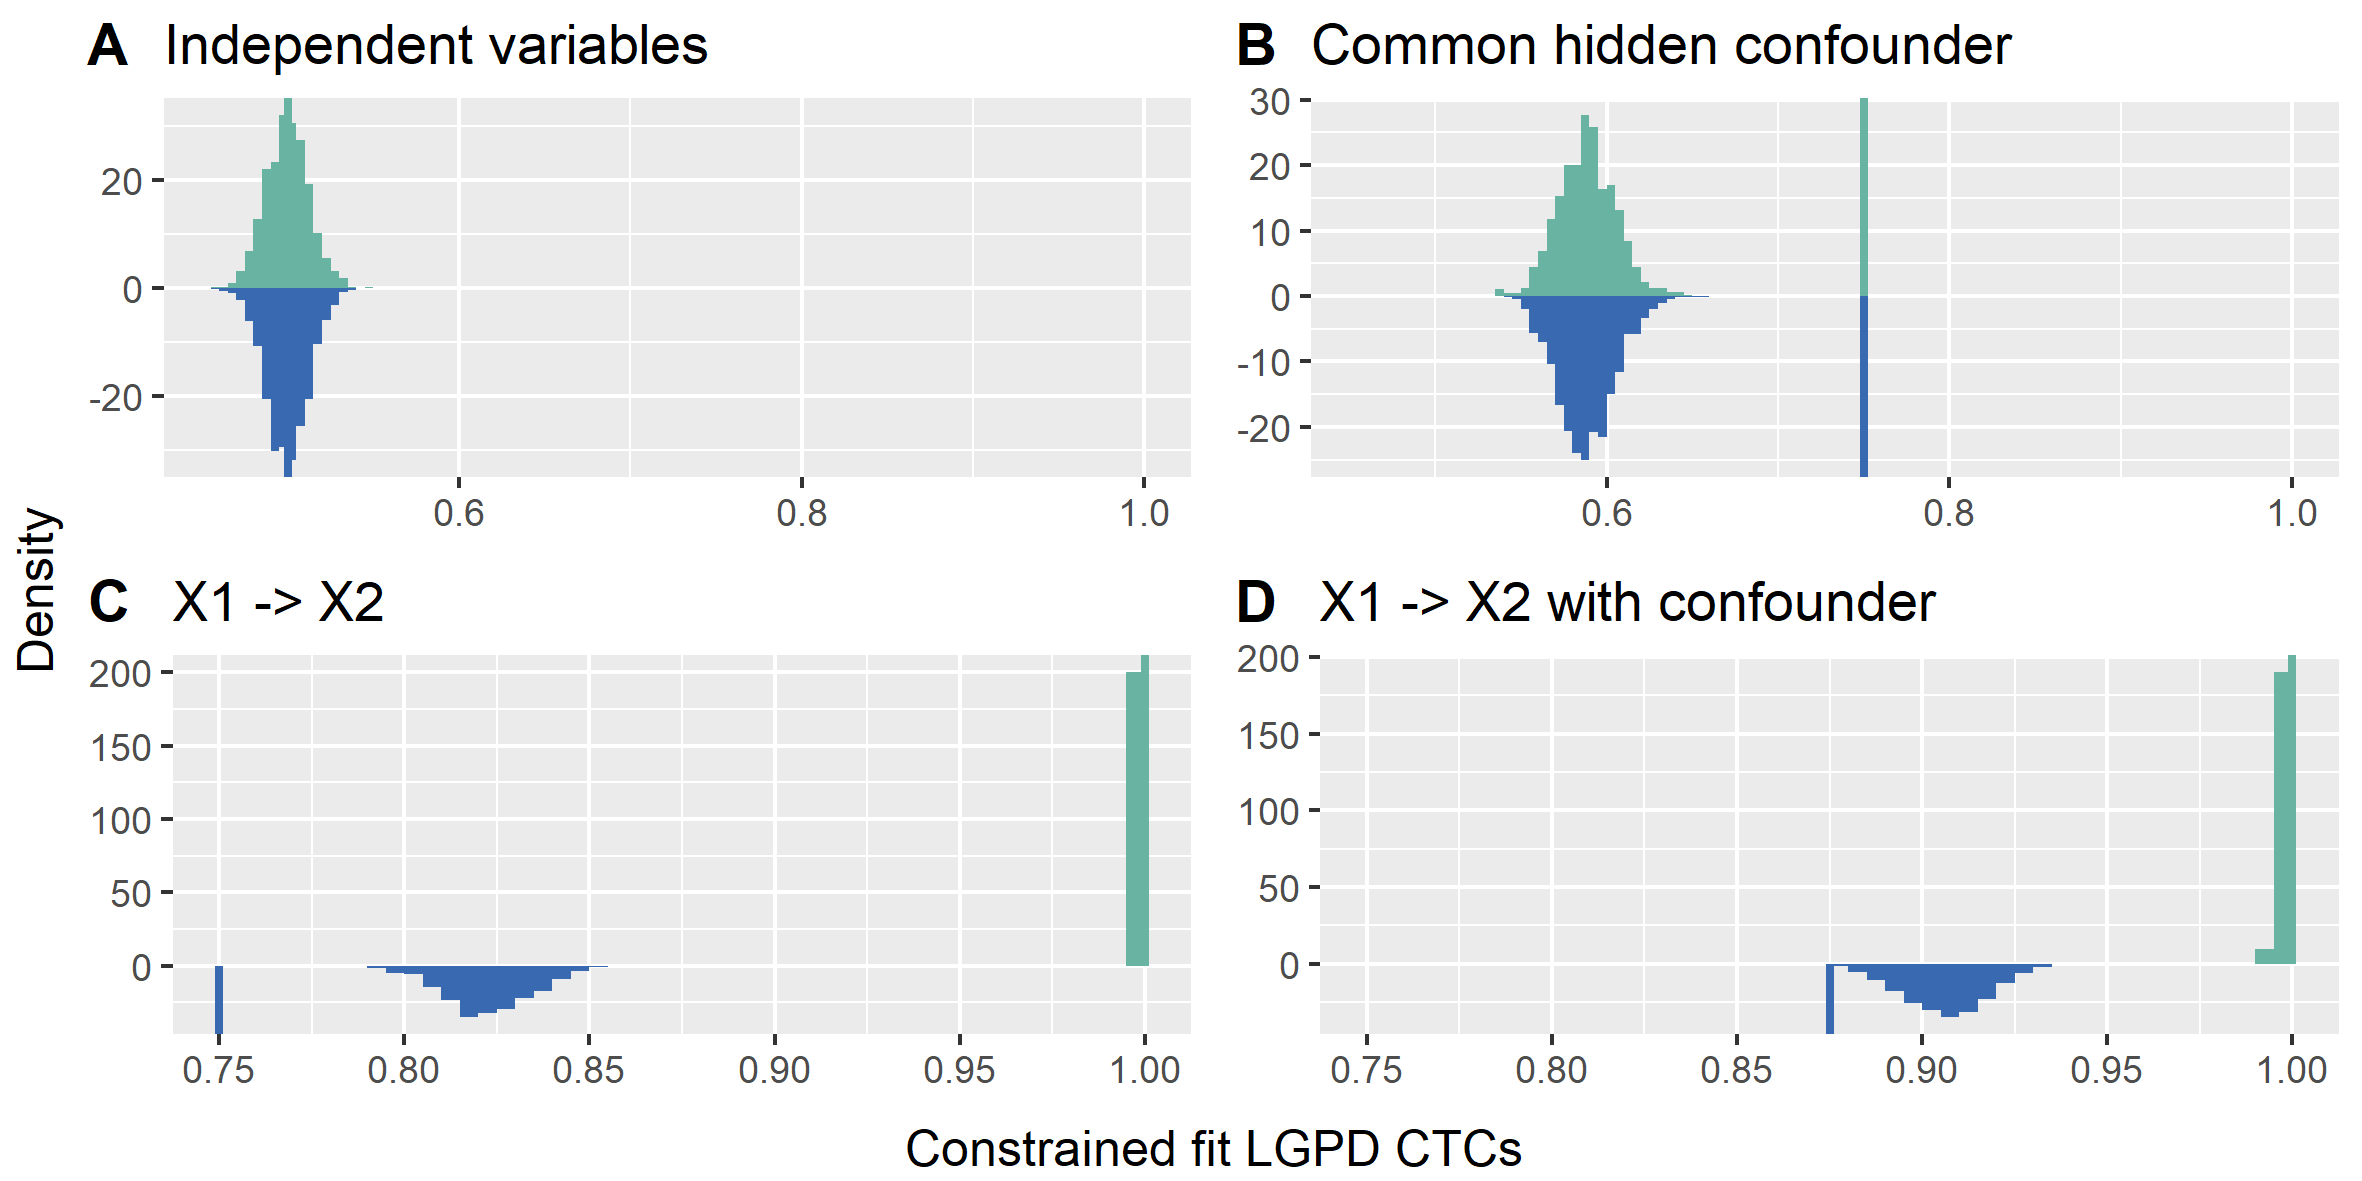 A Independent variables
20
0
-20
0.6 0.8 1.0
B Common hidden confounder
30
20
10
0
-10
-20
0.6 0.8 1.0
Density
C X1 -> X2
200
150
100
50
0
0.75 0.80 0.85 0.90 0.95 1.00
D X1 -> X2 with confounder
200
150
100
50
0
0.75 0.80 0.85 0.90 0.95 1.00
Constrained fit LGPD CTCs